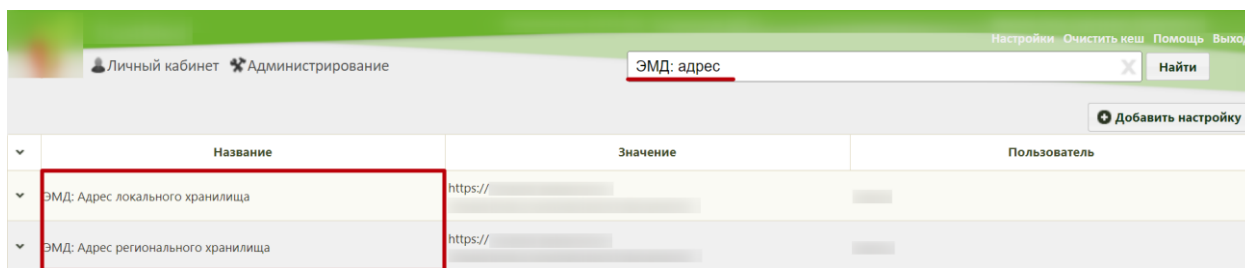 Настройки Очистить кеш Помощь Выход
Личный кабинет Администрирование
ЭМД: адрес
Найти
Добавить настройку
Название Значение Пользователь
ЭМД: Адрес локального хранилища https://
ЭМД: Адрес регионального хранилища https://